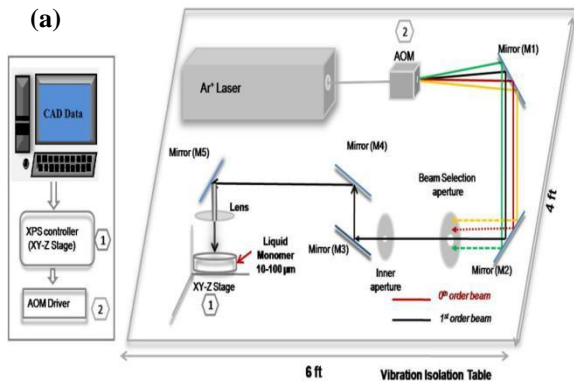 (a)
CAD Data
XPS controller
(XY-Z Stage)
1
AOM Driver
2
2
AOM
Ar+ Laser
Mirror (M1)
Mirror (M5)
Mirror (M4)
Beam Selection
aperture
Lens
Liquid
Monomer
10-100 µm
Mirror (M3)
Inner
aperture
Mirror (M2)
XY-Z Stage
1
0th order beam
1st order beam
4 ft
6 ft
Vibration Isolation Table